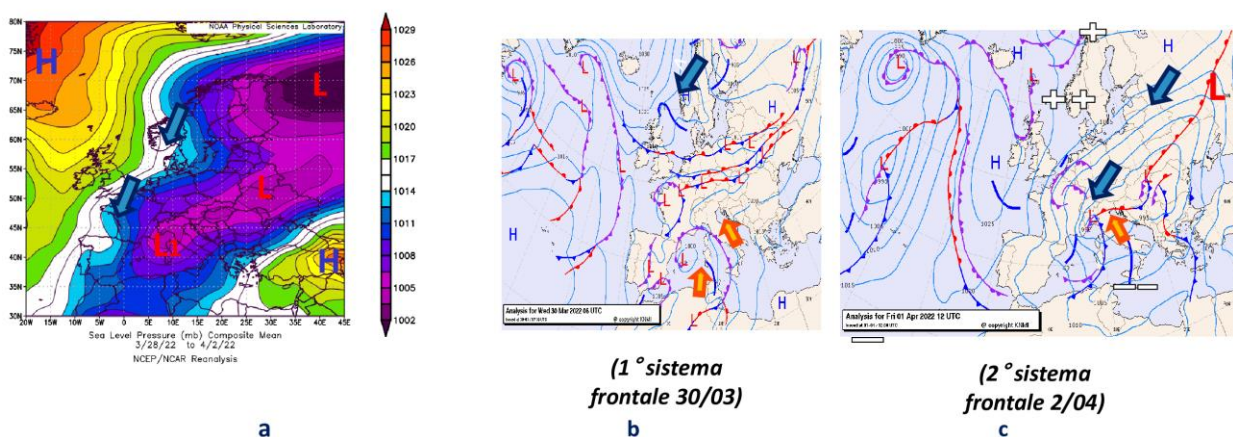 80N
75N
70N
65N
60N
55N
50N
45N
40N
35N
30N
20W 15W 10W 5W 0 5E 10E 15E 20E 25E 30E 35E 40E 45E
NOAA Physical Sciences Laboratory
H
L
L
L
H
1029
1026
1023
1020
1017
1014
1011
1008
1005
1002
Sea Level Pressure (mb) Composite Mean
3/28/22 to 4/2/22
NCEP/NCAR Reanalysis
a
L
L
L
H
H
H
H
L
L
L
L
L
L
Analysis for Wed 30 Mar 2022 06 UTC
@ copyright KNMI
(1° sistema
frontale 30/03)
b
L
H
H
L
L
H
L
L
995
1025
Analysis for Fri 01 Apr 2022 12 UTC
@ copyright KNMI
(2° sistema
frontale 2/04)
c